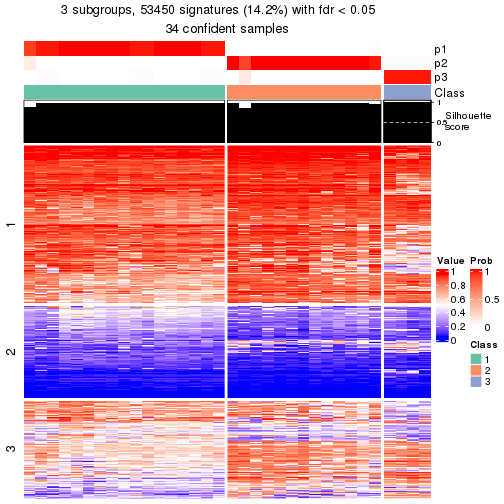 3 subgroups, 53450 signatures (14.2%) with fdr < 0.05
34 confident samples
p1
p2
p3
Class
1
0.5
0
Silhouette
score
1
2
3
Value
1
0.8
0.6
0.4
0.2
0
Prob
1
0.5
0
Class
1
2
3